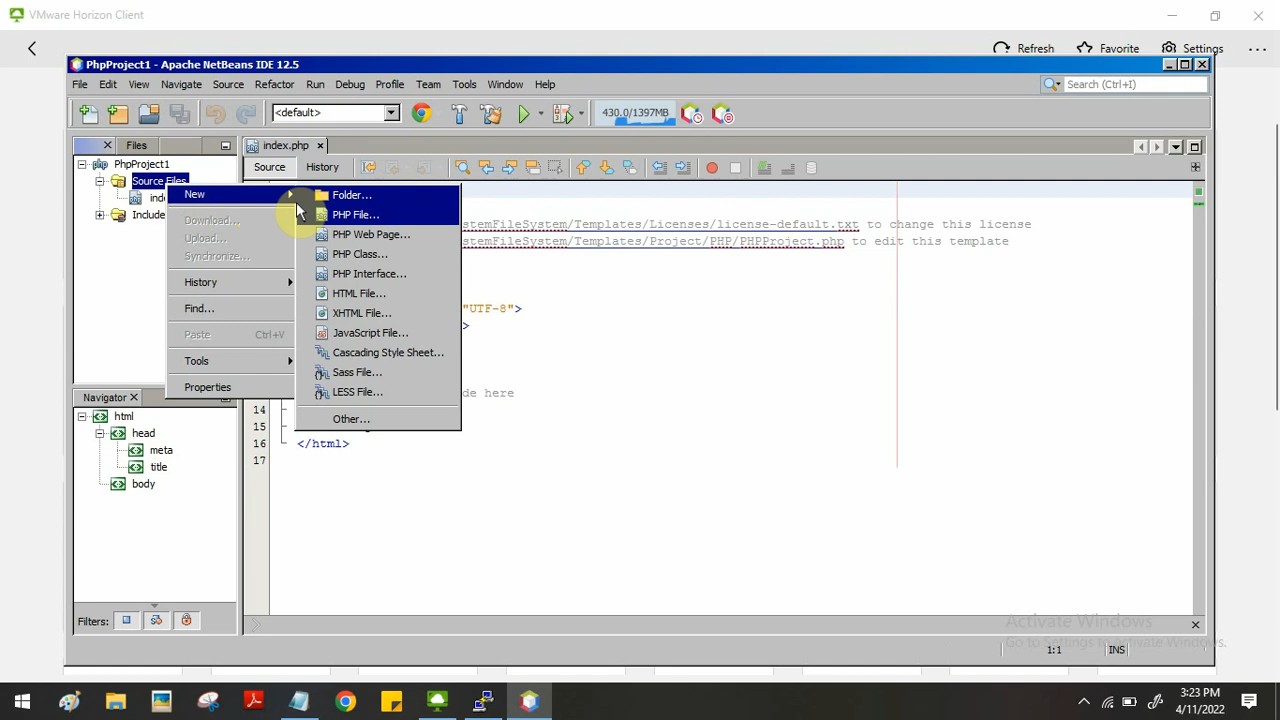 VMware Horizon Client
Refresh
Favorite
Settings
PhpProject1 - Apache NetBeans IDE 12.5
File Edit View Navigate Source Refactor Run Debug Profile Team Tools Window Help
Search (Ctrl+I)
<default>
430.0/1397MB
Files
index.php
PhpProject1
Source Files
Include
Source
History
New
Download...
Upload...
Synchronize...
History
Find...
Paste Ctrl+V
Tools
Properties
Folder...
PHP File...
PHP Web Page...
PHP Class...
PHP Interface...
HTML File...
XHTML File...
JavaScript File...
Cascading Style Sheet...
Sass File...
LESS File...
Other...
stemFileSystem/Templates/Licenses/license-default.txt to change this license
stemFileSystem/Templates/Project/PHP/PHPProject.php to edit this template
"UTF-8">
>
de here
14
15
16 </html>
17
Navigator
html
head
meta
title
body
Filters:
Activate Windows
Go to Settings to activate Windows.
1:1
INS
3:23 PM
4/11/2022